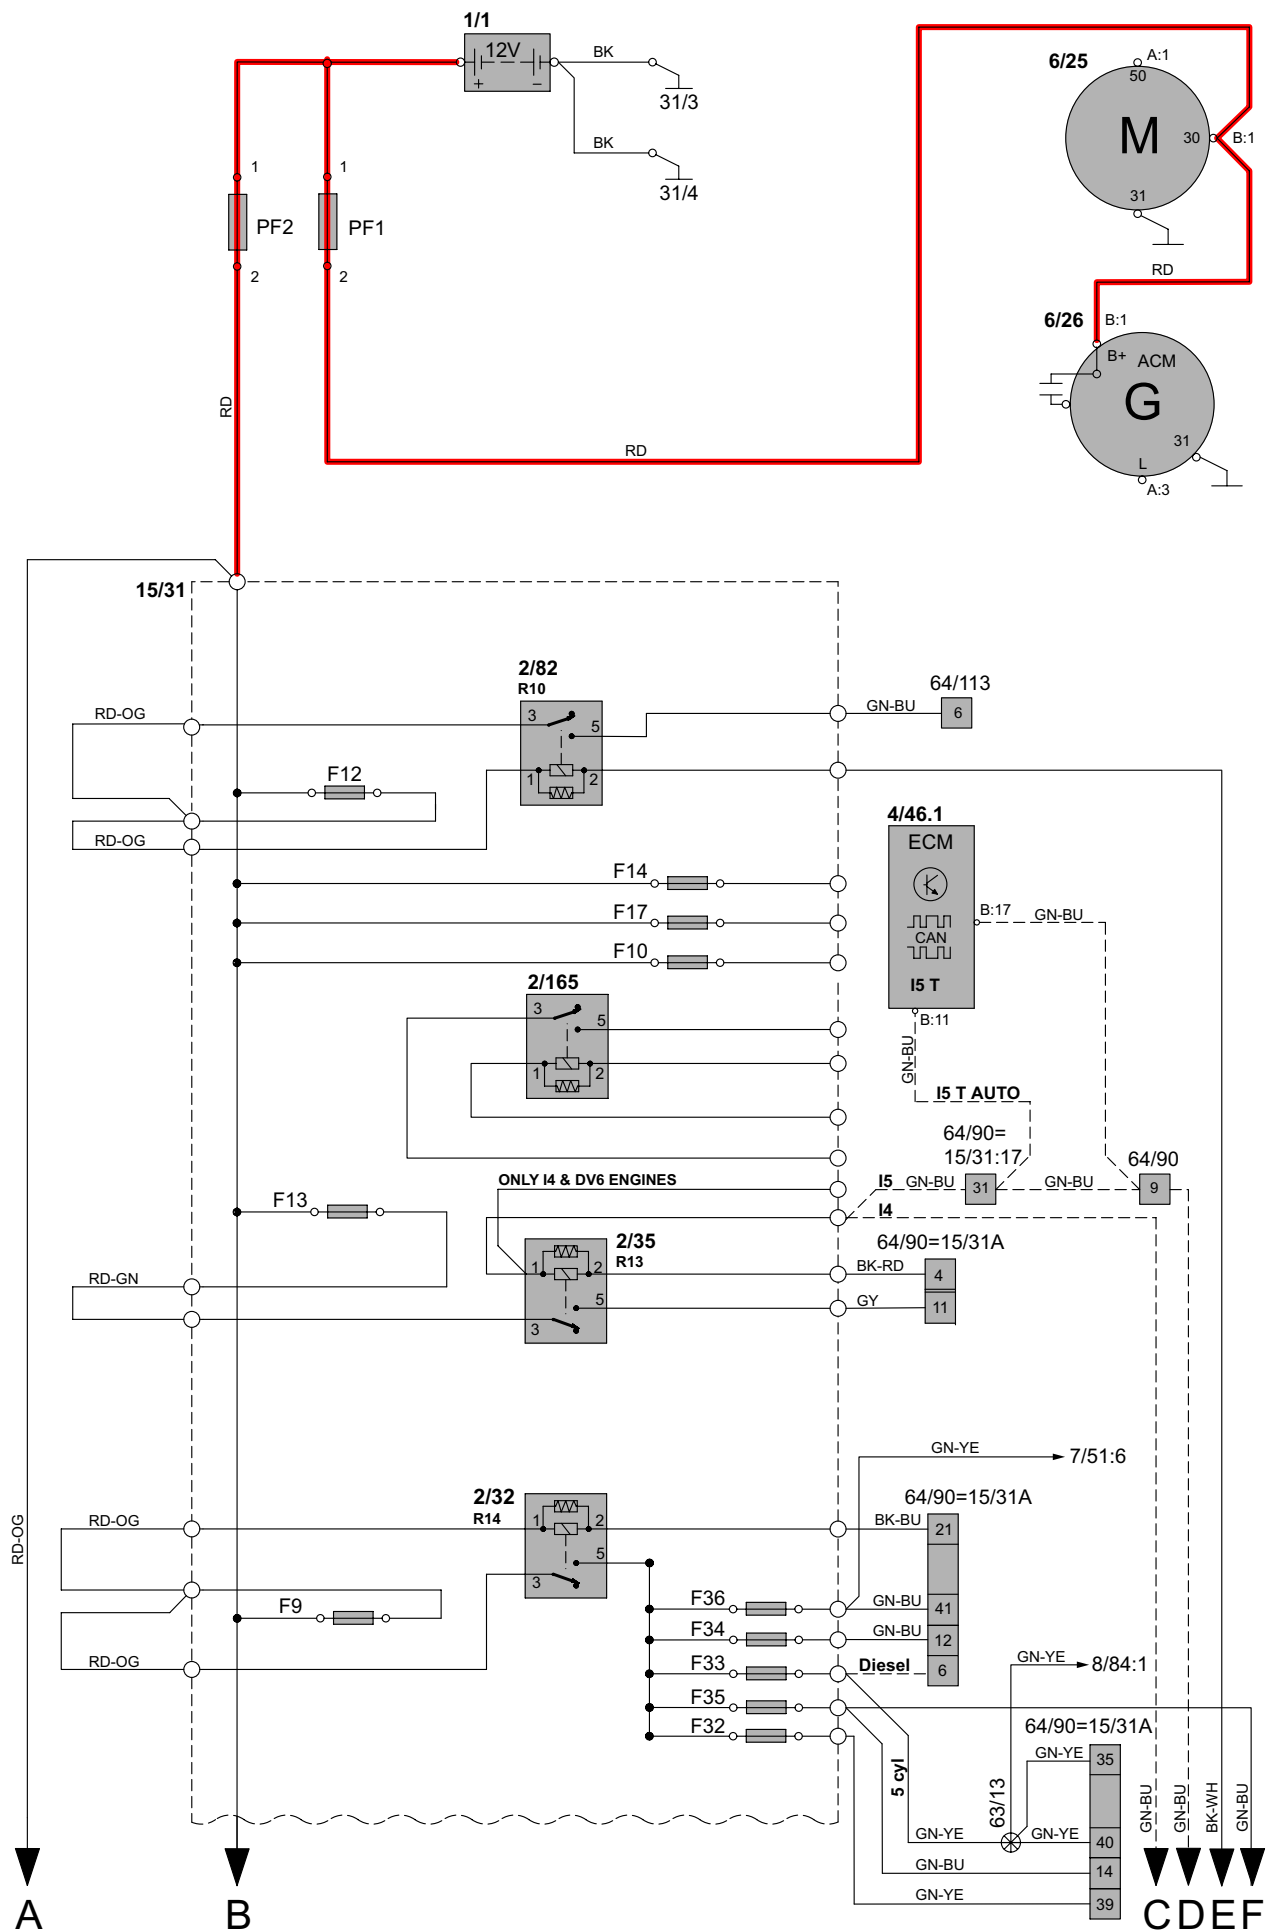 1/1
12V
+ −
BK
31/3
BK
31/4
6/25
A:1
50
M
30
B:1
31
RD
6/26
B:1
B+ ACM
G
31
L
A:3
1
PF2
2
1
PF1
2
RD
RD
15/31
2/82
R10
3
5
1
2
RD-OG
F12
RD-OG
64/113
GN-BU
6
F14
F17
F10
4/46.1
ECM
CAN
I5 T
B:17
GN-BU
B:11
GN-BU
I5 T AUTO
2/165
3
5
1
2
64/90=
15/31:17
64/90
I5
GN-BU
31
GN-BU
9
I4
ONLY I4 & DV6 ENGINES
F13
RD-GN
2/35
R13
1
2
5
3
64/90=15/31A
BK-RD
4
GY
11
GN-YE
7/51:6
2/32
R14
1
2
5
3
RD-OG
RD-OG
F9
RD-OG
64/90=15/31A
BK-BU
21
F36
GN-BU
41
F34
GN-BU
12
F33
Diesel
6
F35
F32
GN-YE
8/84:1
64/90=15/31A
GN-YE
35
5 cyl
63/13
GN-YE
GN-YE
40
GN-BU
14
GN-YE
39
GN-BU
GN-BU
BK-WH
GN-BU
A
B
C
D
E
F